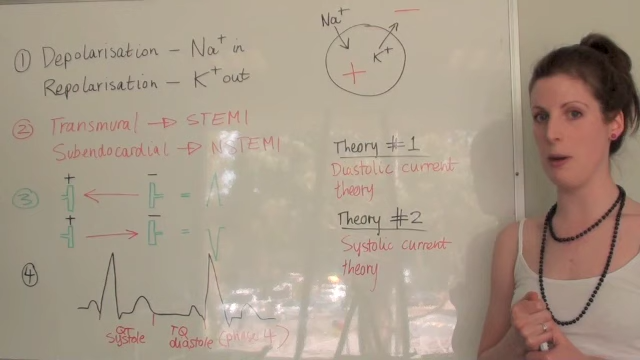 ① Depolarisation – Na⁺ in
Repolarisation – K⁺ out
② Transmural → STEMI
Subendocardial → NSTEMI
③ + – =
+ – =
④
QT TQ
systole diastole (phase 4)
Na⁺ –
K⁺
+
Theory #1
Diastolic current
theory
Theory #2
Systolic current
theory